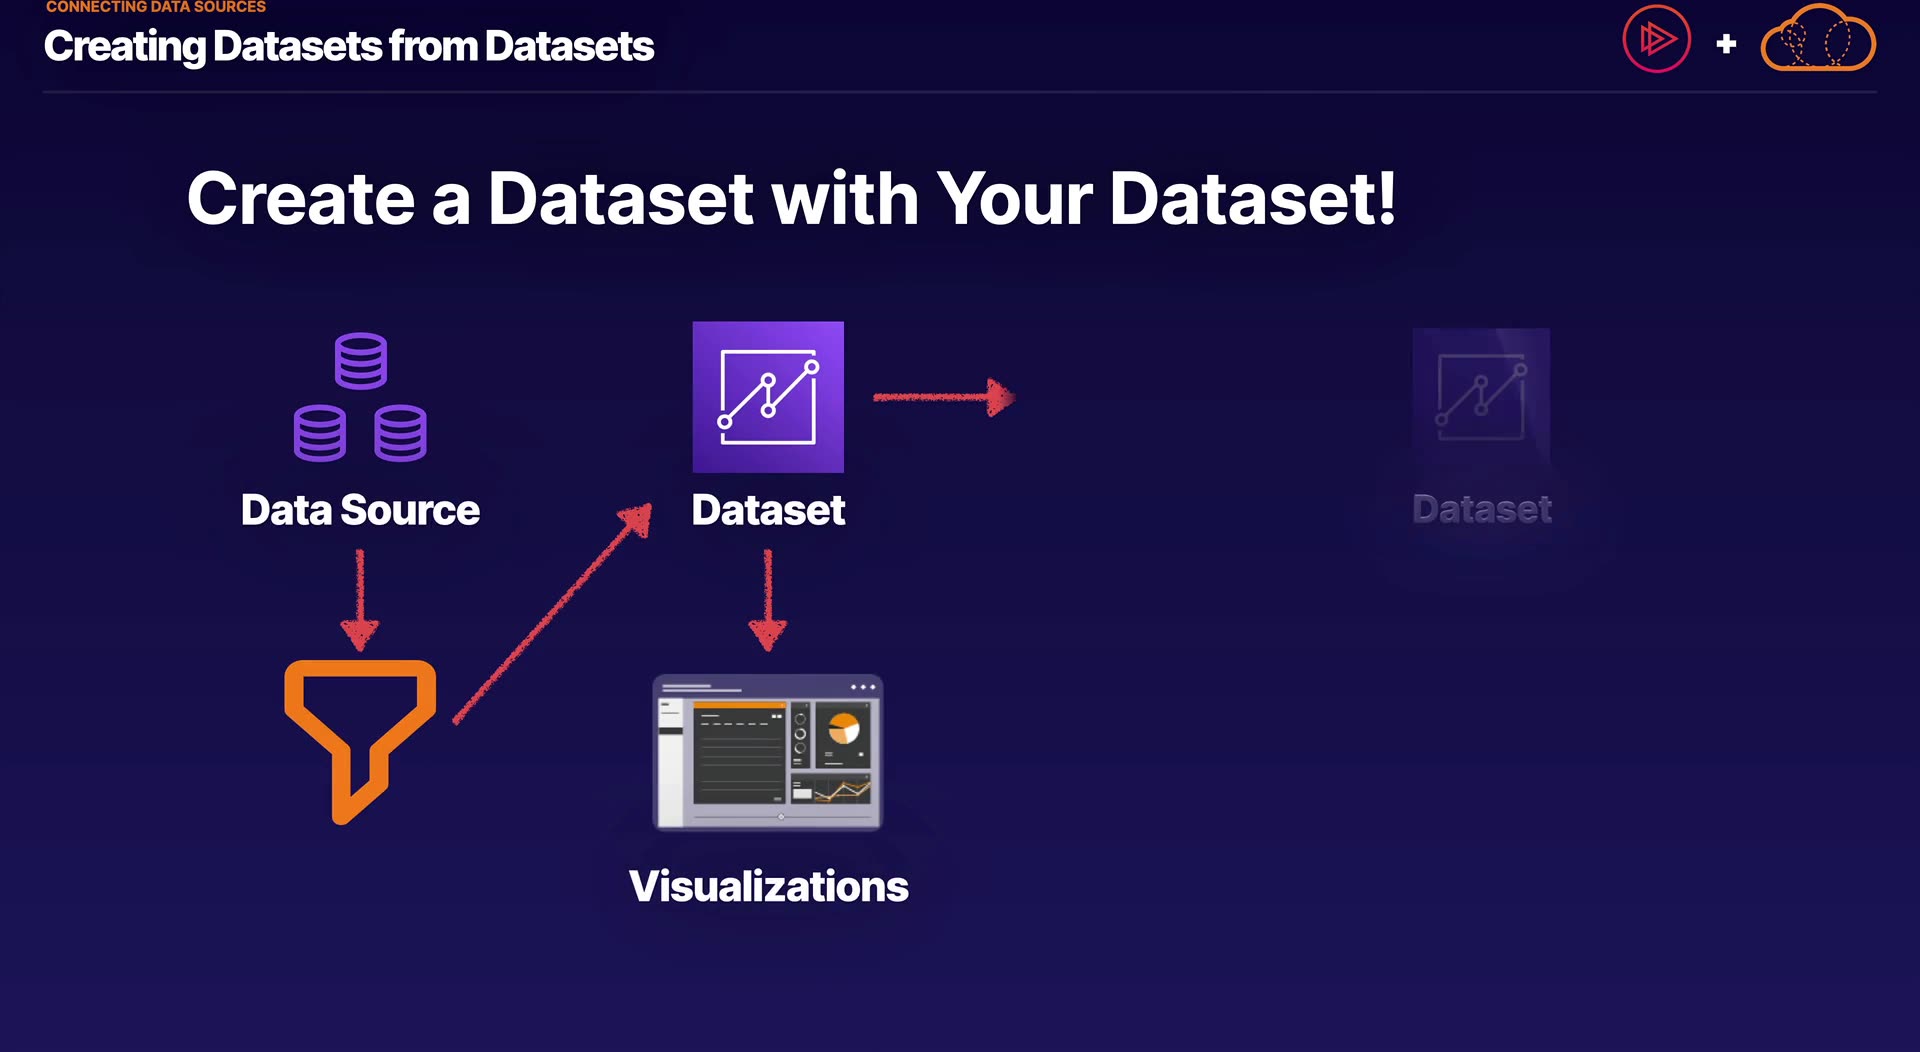 CONNECTING DATA SOURCES
Creating Datasets from Datasets
Create a Dataset with Your Dataset!
Data Source
Dataset
Dataset
Visualizations